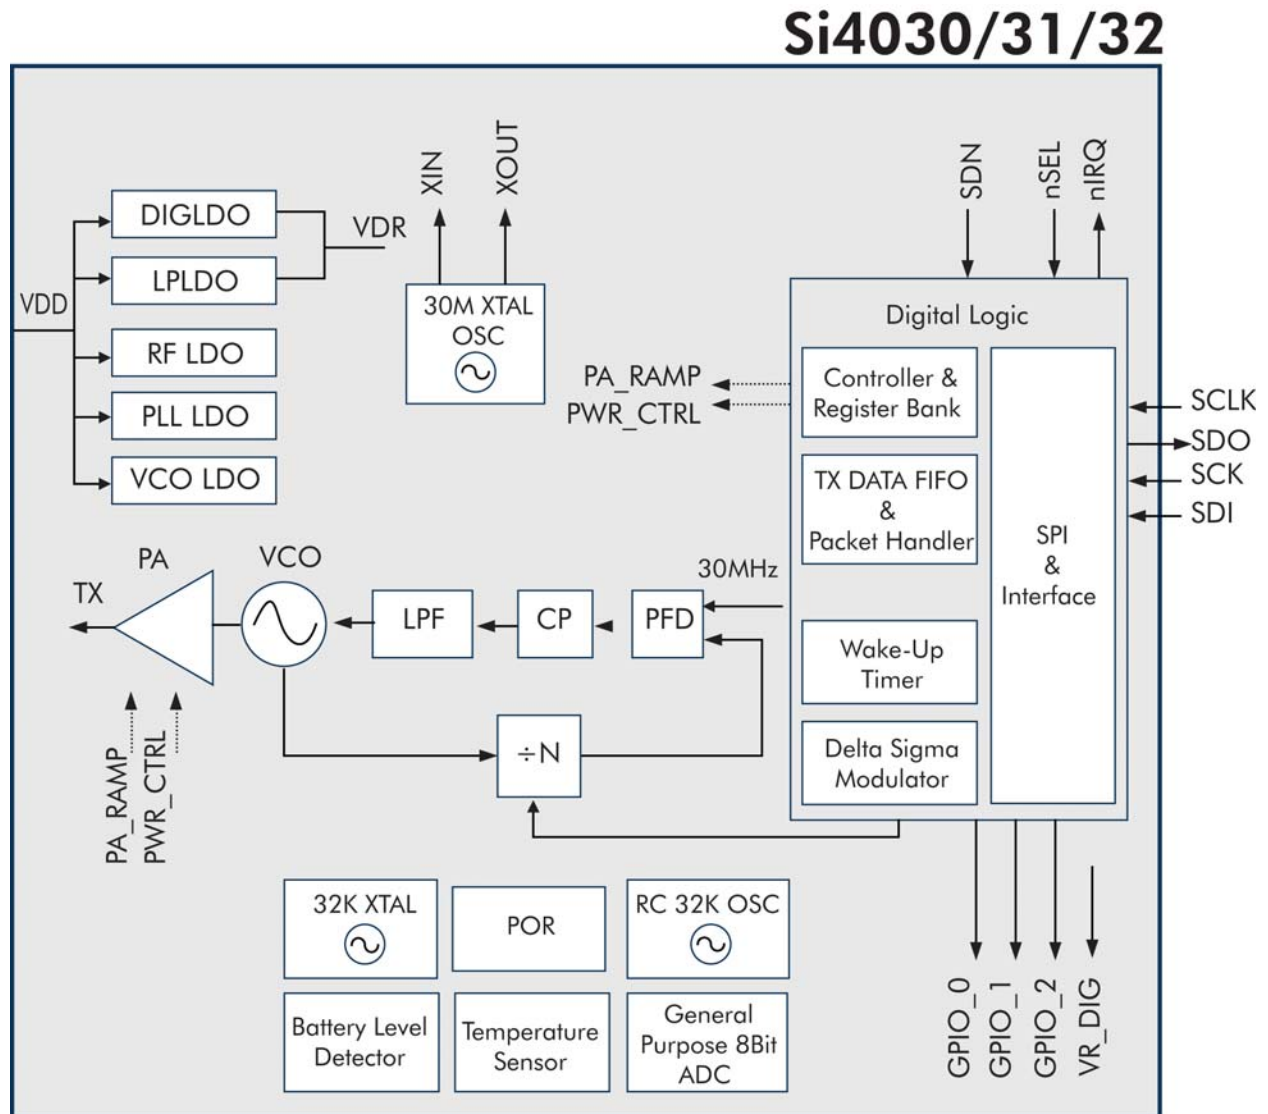 Si4030/31/32
XIN
XOUT
SDN
nSEL
nIRQ
DIGLDO
VDR
LPLDO
VDD
RF LDO
PLL LDO
VCO LDO
30M XTAL
OSC
Digital Logic
PA_RAMP
PWR_CTRL
Controller &
Register Bank
TX DATA FIFO
&
Packet Handler
SPI
&
Interface
Wake-Up
Timer
Delta Sigma
Modulator
SCLK
SDO
SCK
SDI
TX
PA
VCO
LPF
CP
PFD
30MHz
÷N
PA_RAMP
PWR_CTRL
32K XTAL
POR
RC 32K OSC
Battery Level
Detector
Temperature
Sensor
General
Purpose 8Bit
ADC
GPIO_0
GPIO_1
GPIO_2
VR_DIG